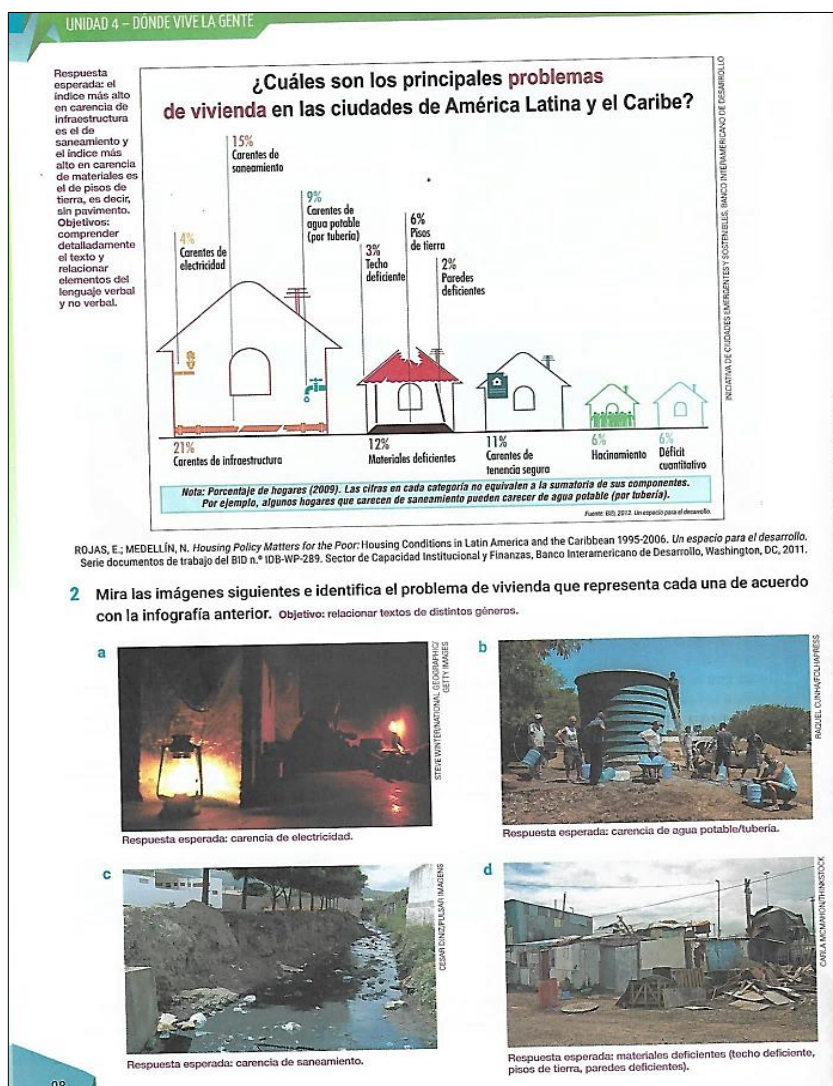 UNIDAD 4 – DÓNDE VIVE LA GENTE
Respuesta
esperada: el
índice más alto
en carencia de
infraestructura
es el de
saneamiento y
el índice más
alto en carencia
de materiales es
el de pisos de
tierra, es decir,
sin pavimento.
Objetivos:
comprender
detalladamente
el texto y
relacionar
elementos del
lenguaje verbal
y no verbal.
¿Cuáles son los principales problemas
de vivienda en las ciudades de América Latina y el Caribe?
15%
Carentes de
saneamiento
9%
Carentes de
agua potable
(por tubería)
4%
Carentes de
electricidad
6%
Pisos
de tierra
3%
Techo
deficiente
2%
Paredes
deficientes
21%
Carentes de infraestructura
12%
Materiales deficientes
11%
Carentes de
tenencia segura
6%
Hacinamiento
6%
Déficit
cuantitativo
Nota: Porcentaje de hogares (2009). Las cifras en cada categoría no equivalen a la sumatoria de sus componentes.
Por ejemplo, algunos hogares que carecen de saneamiento pueden carecer de agua potable (por tubería).
Fuente: BID, 2012. Un espacio para el desarrollo.
INICIATIVA DE CIUDADES EMERGENTES Y SOSTENIBLES, BANCO INTERAMERICANO DE DESARROLLO
ROJAS, E.; MEDELLÍN, N. Housing Policy Matters for the Poor: Housing Conditions in Latin America and the Caribbean 1995-2006. Un espacio para el desarrollo.
Serie documentos de trabajo del BID n.º IDB-WP-289. Sector de Capacidad Institucional y Finanzas, Banco Interamericano de Desarrollo, Washington, DC, 2011.
2 Mira las imágenes siguientes e identifica el problema de vivienda que representa cada una de acuerdo
con la infografía anterior. Objetivo: relacionar textos de distintos géneros.
a
STEVE WINTER/NATIONAL GEOGRAPHIC/
GETTY IMAGES
Respuesta esperada: carencia de electricidad.
b
RAQUEL CUNHA/FOLHAPRESS
Respuesta esperada: carencia de agua potable/tubería.
c
CESAR DINIZ/PULSAR IMAGENS
Respuesta esperada: carencia de saneamiento.
d
CARLA MCMAHON/THINKSTOCK
Respuesta esperada: materiales deficientes (techo deficiente,
pisos de tierra, paredes deficientes).
98